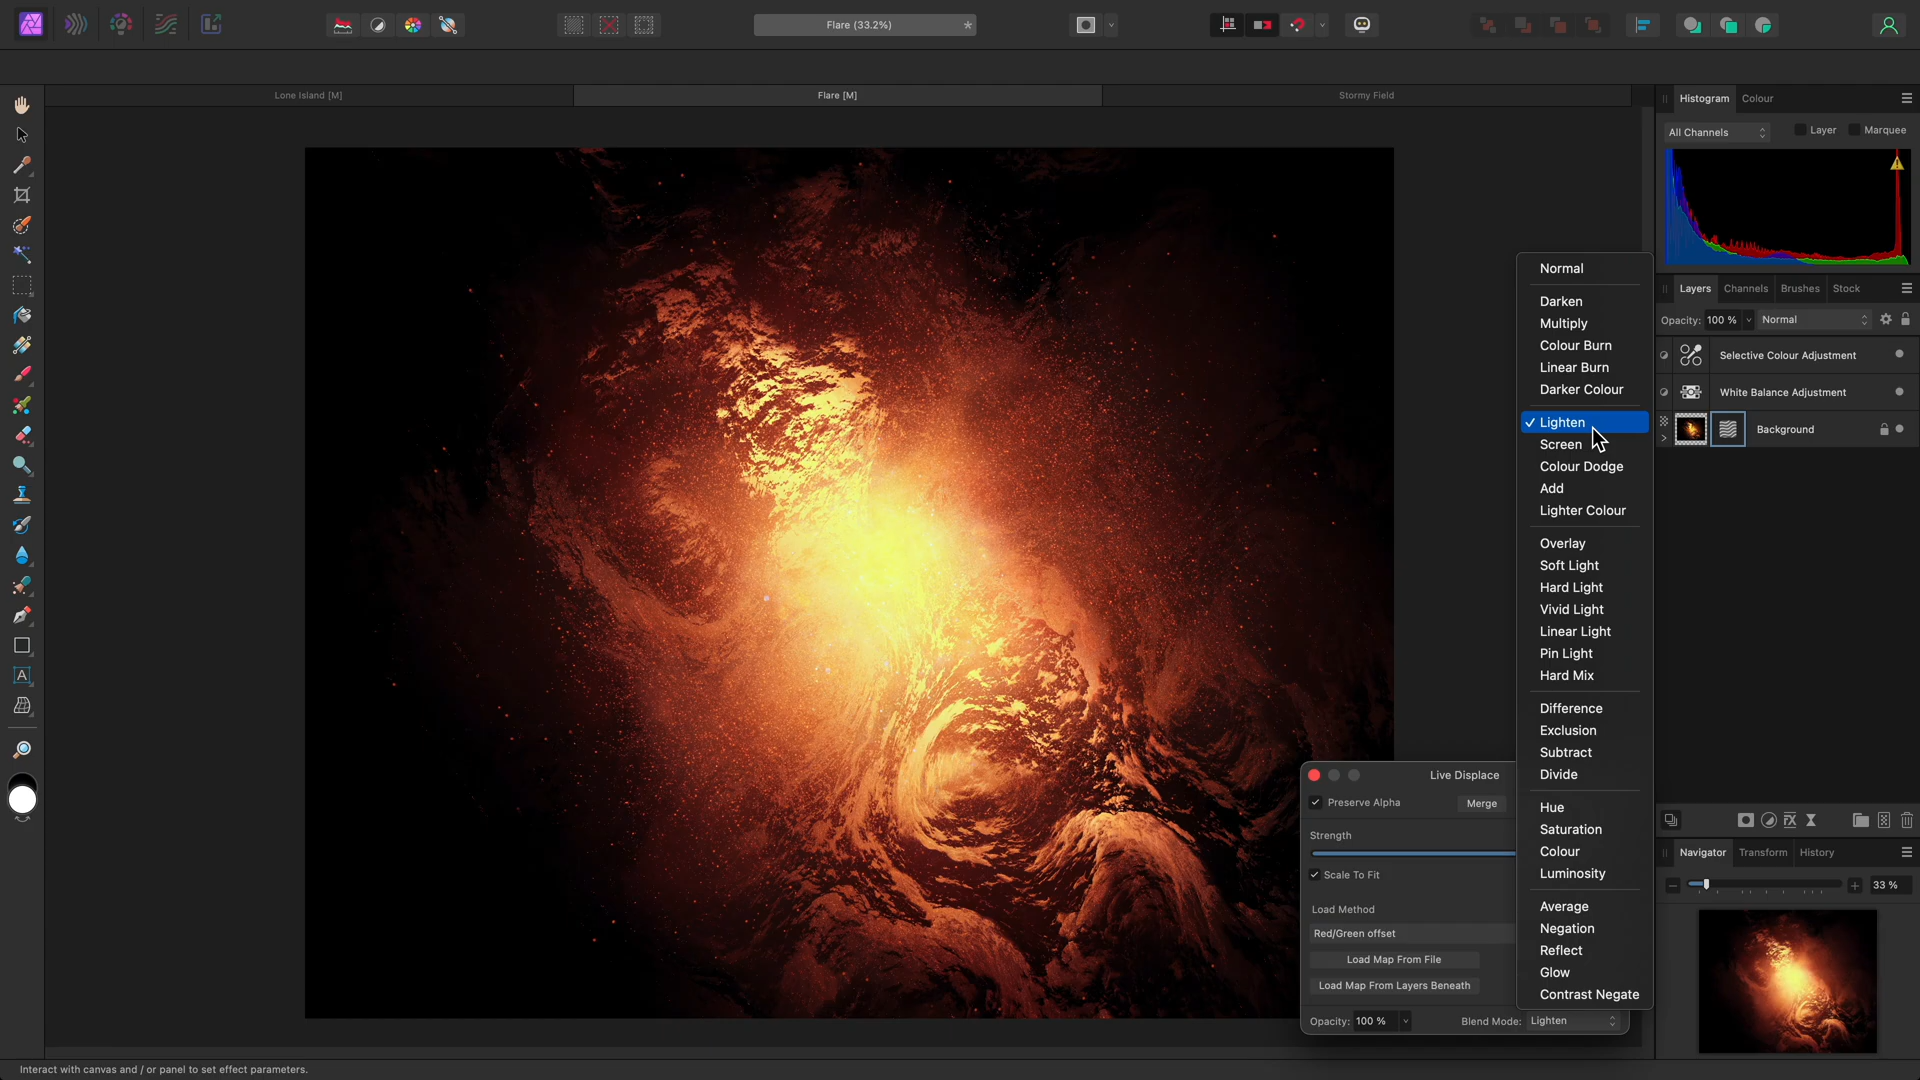 Flare (33.2%)
*
Lone Island [M]
Flare [M]
Stormy Field
Histogram
Colour
All Channels
Layer
Marquee
Layers
Channels
Brushes
Stock
Opacity: 100 %
Normal
Selective Colour Adjustment
White Balance Adjustment
Background
Normal
Darken
Multiply
Colour Burn
Linear Burn
Darker Colour
Lighten
Screen
Colour Dodge
Add
Lighter Colour
Overlay
Soft Light
Hard Light
Vivid Light
Linear Light
Pin Light
Hard Mix
Difference
Exclusion
Subtract
Divide
Hue
Saturation
Colour
Luminosity
Average
Negation
Reflect
Glow
Contrast Negate
Live Displace
Preserve Alpha
Merge
Strength
Scale To Fit
Load Method
Red/Green offset
Load Map From File
Load Map From Layers Beneath
Opacity: 100 %
Blend Mode: Lighten
Navigator
Transform
History
33 %
Interact with canvas and / or panel to set effect parameters.